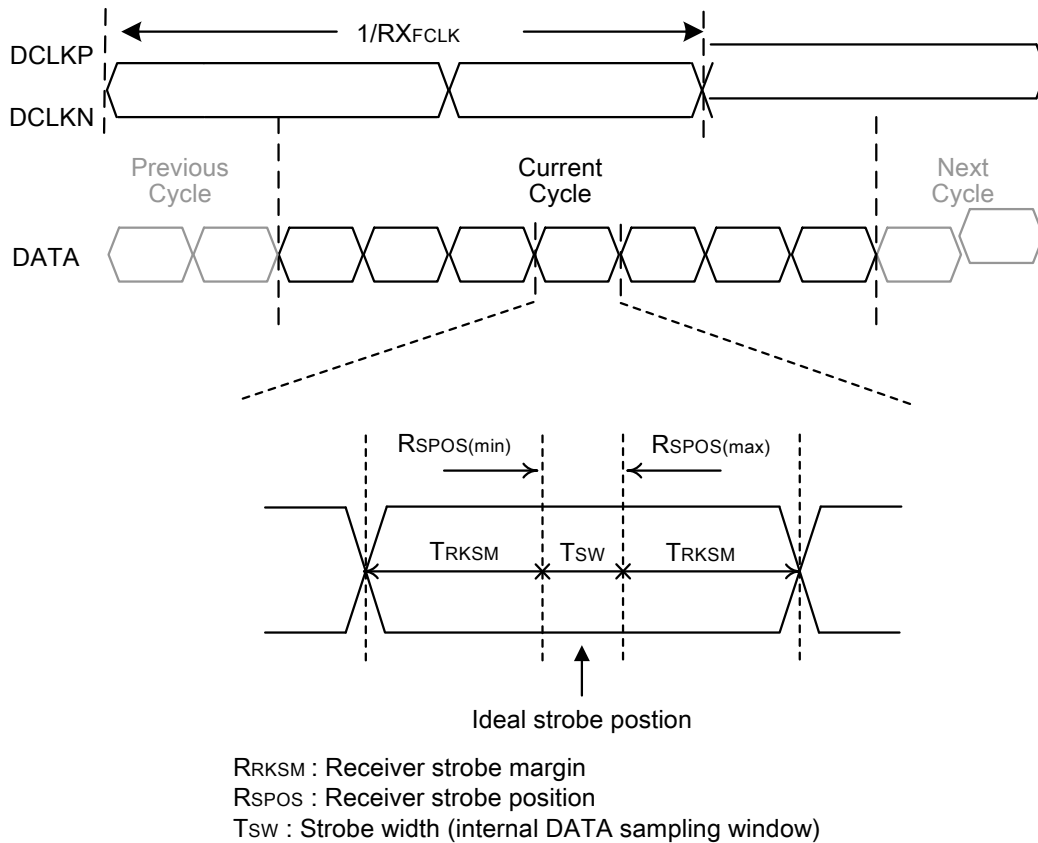 1/RXFCLK
DCLKP
DCLKN
Previous
Cycle
Current
Cycle
Next
Cycle
DATA
RSPOS(min)
RSPOS(max)
TRKSM
TSW
TRKSM
Ideal strobe postion
RRKSM : Receiver strobe margin
RSPOS : Receiver strobe position
TSW : Strobe width (internal DATA sampling window)